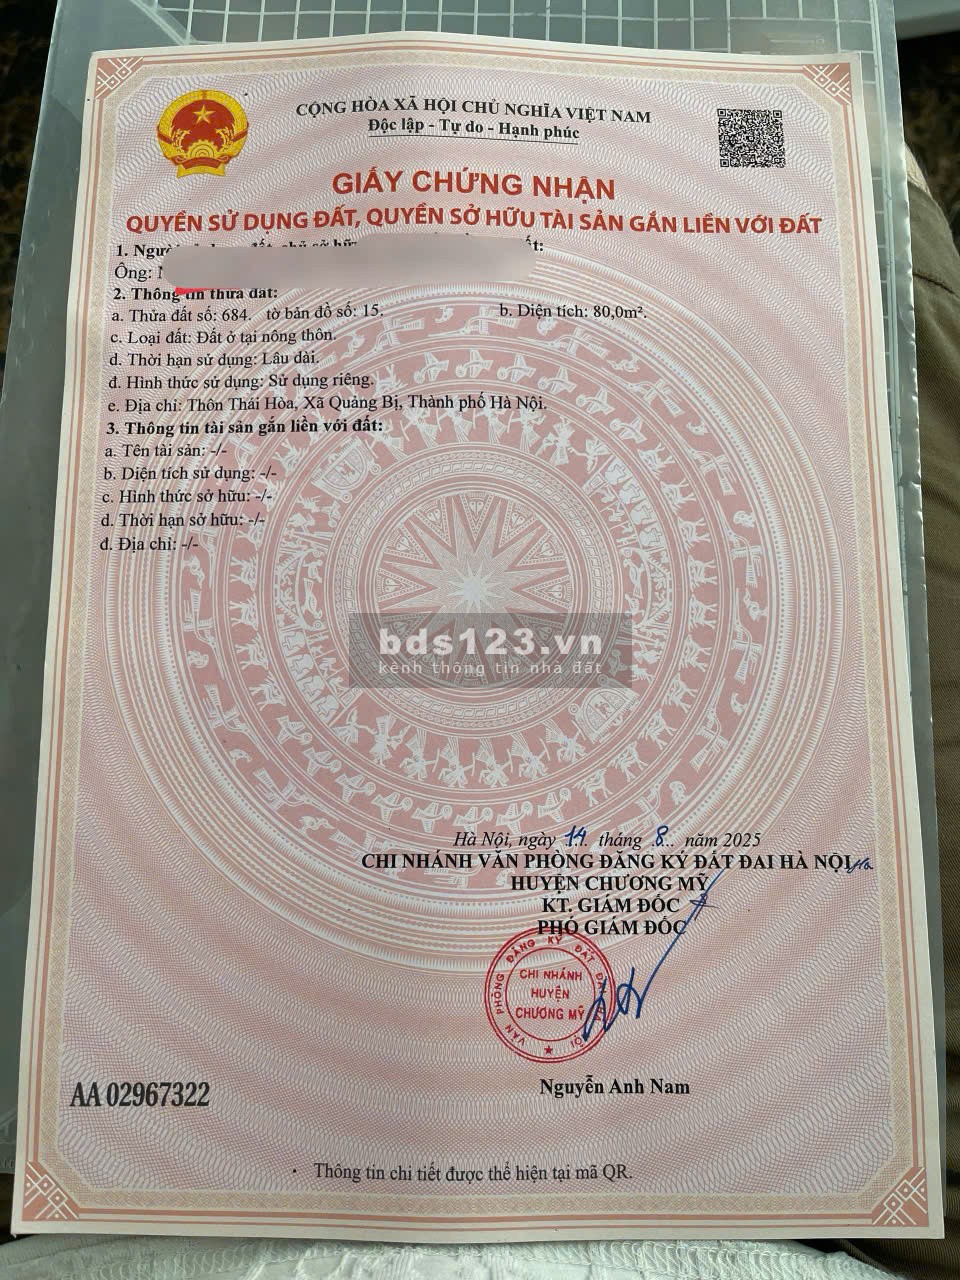 CỘNG HÒA XÃ HỘI CHỦ NGHĨA VIỆT NAM
Độc lập - Tự do - Hạnh phúc
GIẤY CHỨNG NHẬN
QUYỀN SỬ DỤNG ĐẤT, QUYỀN SỞ HỮU TÀI SẢN GẮN LIỀN VỚI ĐẤT
1.
Ông:
2. Thông tin thửa đất:
a. Thửa đất số: 684. tờ bản đồ số: 15. b. Diện tích: 80,0m².
c. Loại đất: Đất ở tại nông thôn.
d. Thời hạn sử dụng: Lâu dài.
đ. Hình thức sử dụng: Sử dụng riêng.
e. Địa chỉ: Thôn Thái Hòa, Xã Quảng Bị, Thành phố Hà Nội.
3. Thông tin tài sản gắn liền với đất:
a. Tên tài sản: -/-
b. Diện tích sử dụng: -/-
c. Hình thức sở hữu: -/-
d. Thời hạn sở hữu: -/-
đ. Địa chỉ: -/-
bds123.vn
kênh thông tin nhà đất
Hà Nội, ngày 14 tháng 8 năm 2025
CHI NHÁNH VĂN PHÒNG ĐĂNG KÝ ĐẤT ĐAI HÀ NỘI
HUYỆN CHƯƠNG MỸ
KT. GIÁM ĐỐC
PHÓ GIÁM ĐỐC
VĂN PHÒNG ĐĂNG KÝ ĐẤT ĐAI HÀ NỘI
CHI NHÁNH
HUYỆN
CHƯƠNG MỸ
Nguyễn Anh Nam
AA 02967322
Thông tin chi tiết được thể hiện tại mã QR.